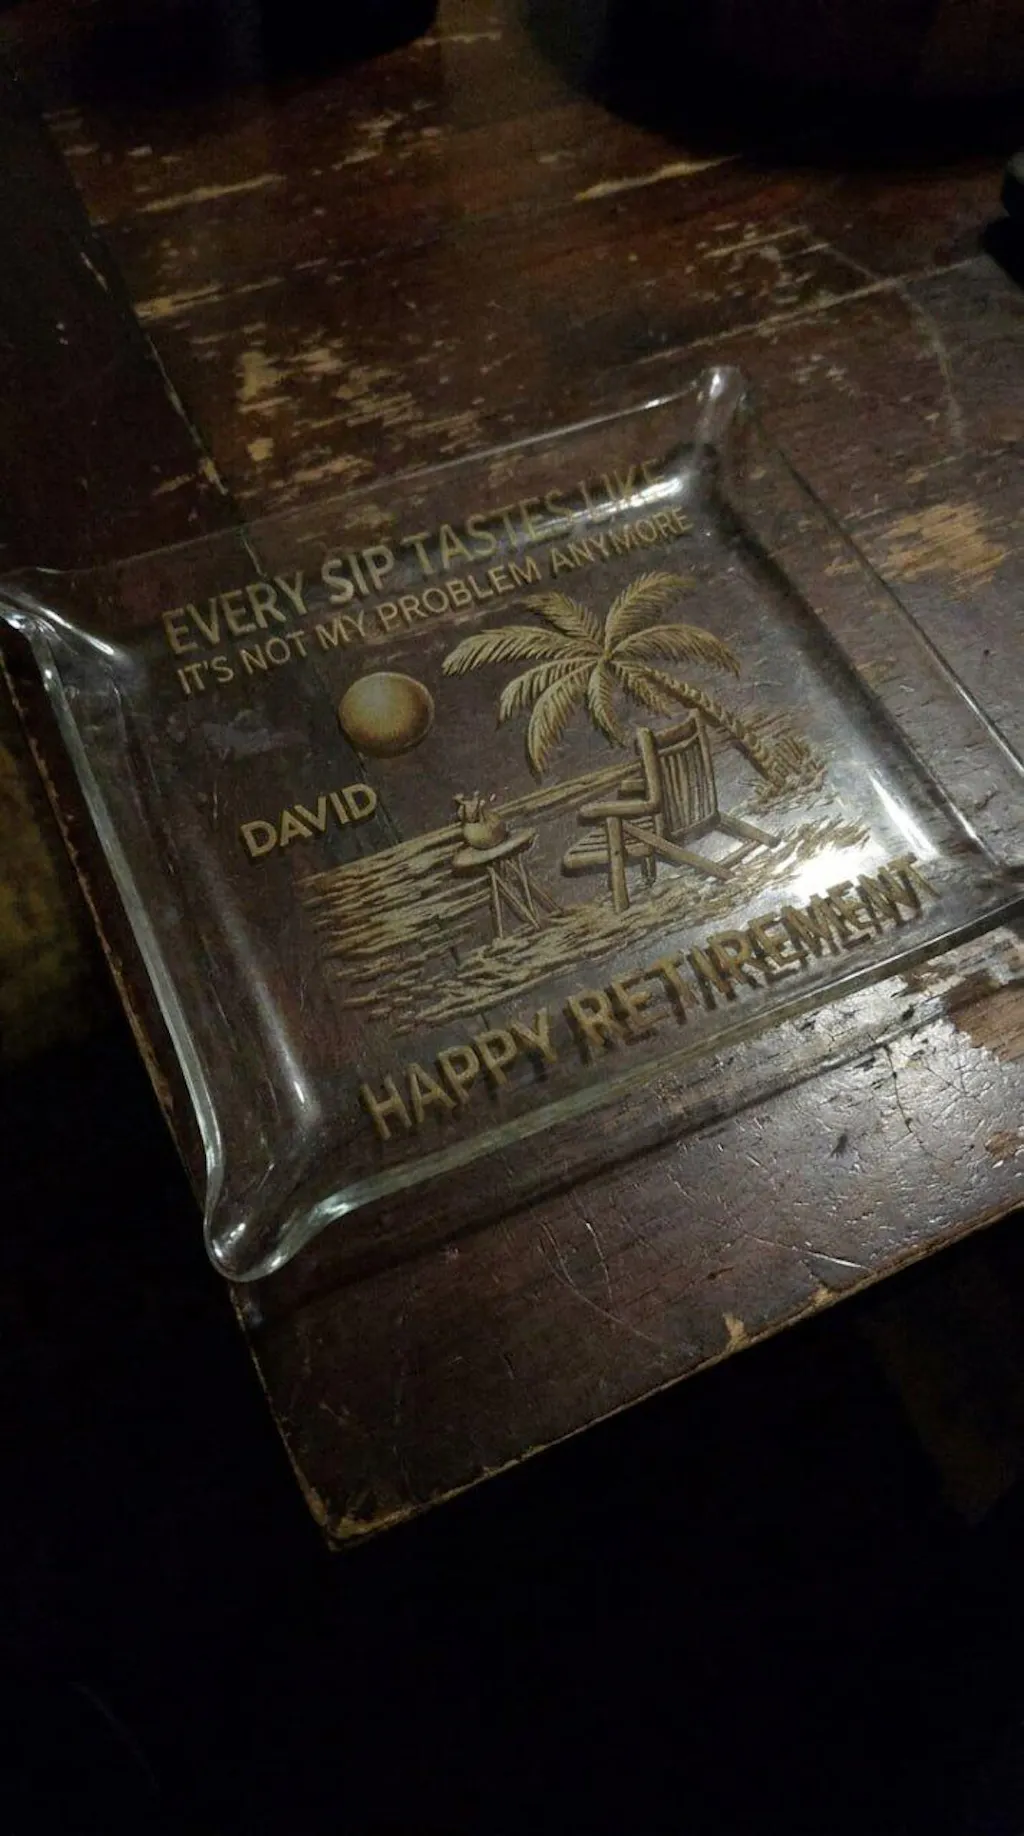 EVERY SIP TASTES LIKE
IT'S NOT MY PROBLEM ANYMORE
DAVID
HAPPY RETIREMENT